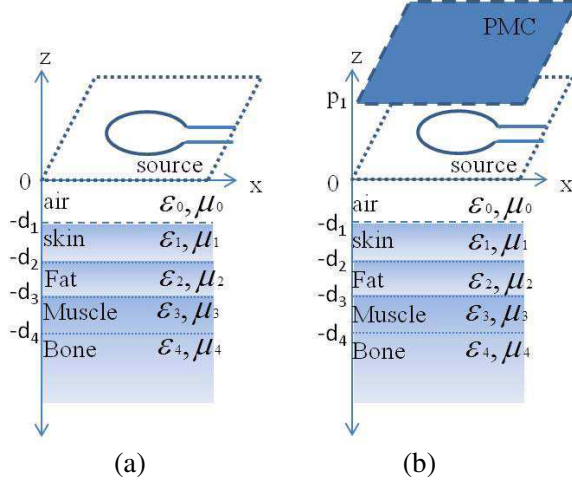 z
source
0
x
air ε₀, μ₀
-d₁
skin ε₁, μ₁
-d₂
Fat ε₂, μ₂
-d₃
Muscle ε₃, μ₃
-d₄
Bone ε₄, μ₄
(a)
PMC
z
p₁
source
0
x
air ε₀, μ₀
-d₁
skin ε₁, μ₁
-d₂
Fat ε₂, μ₂
-d₃
Muscle ε₃, μ₃
-d₄
Bone ε₄, μ₄
(b)